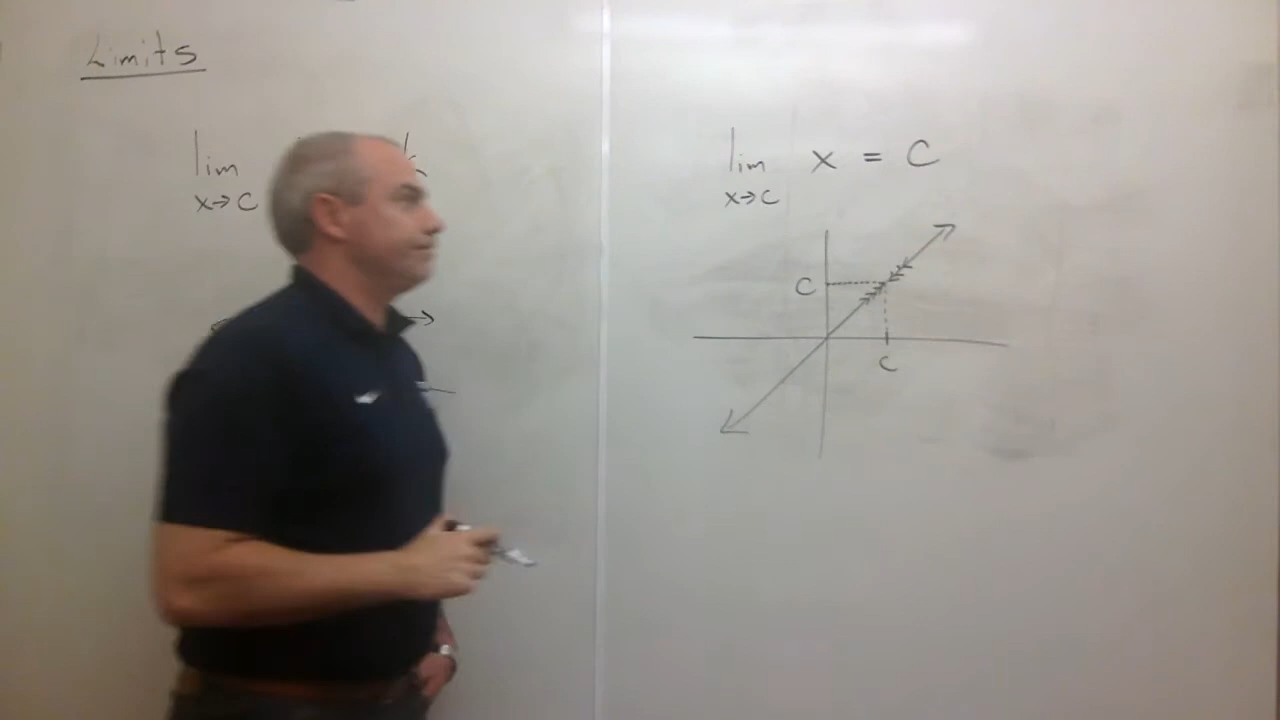 Limits
lim
x→c
lim x = c
x→c
c
c